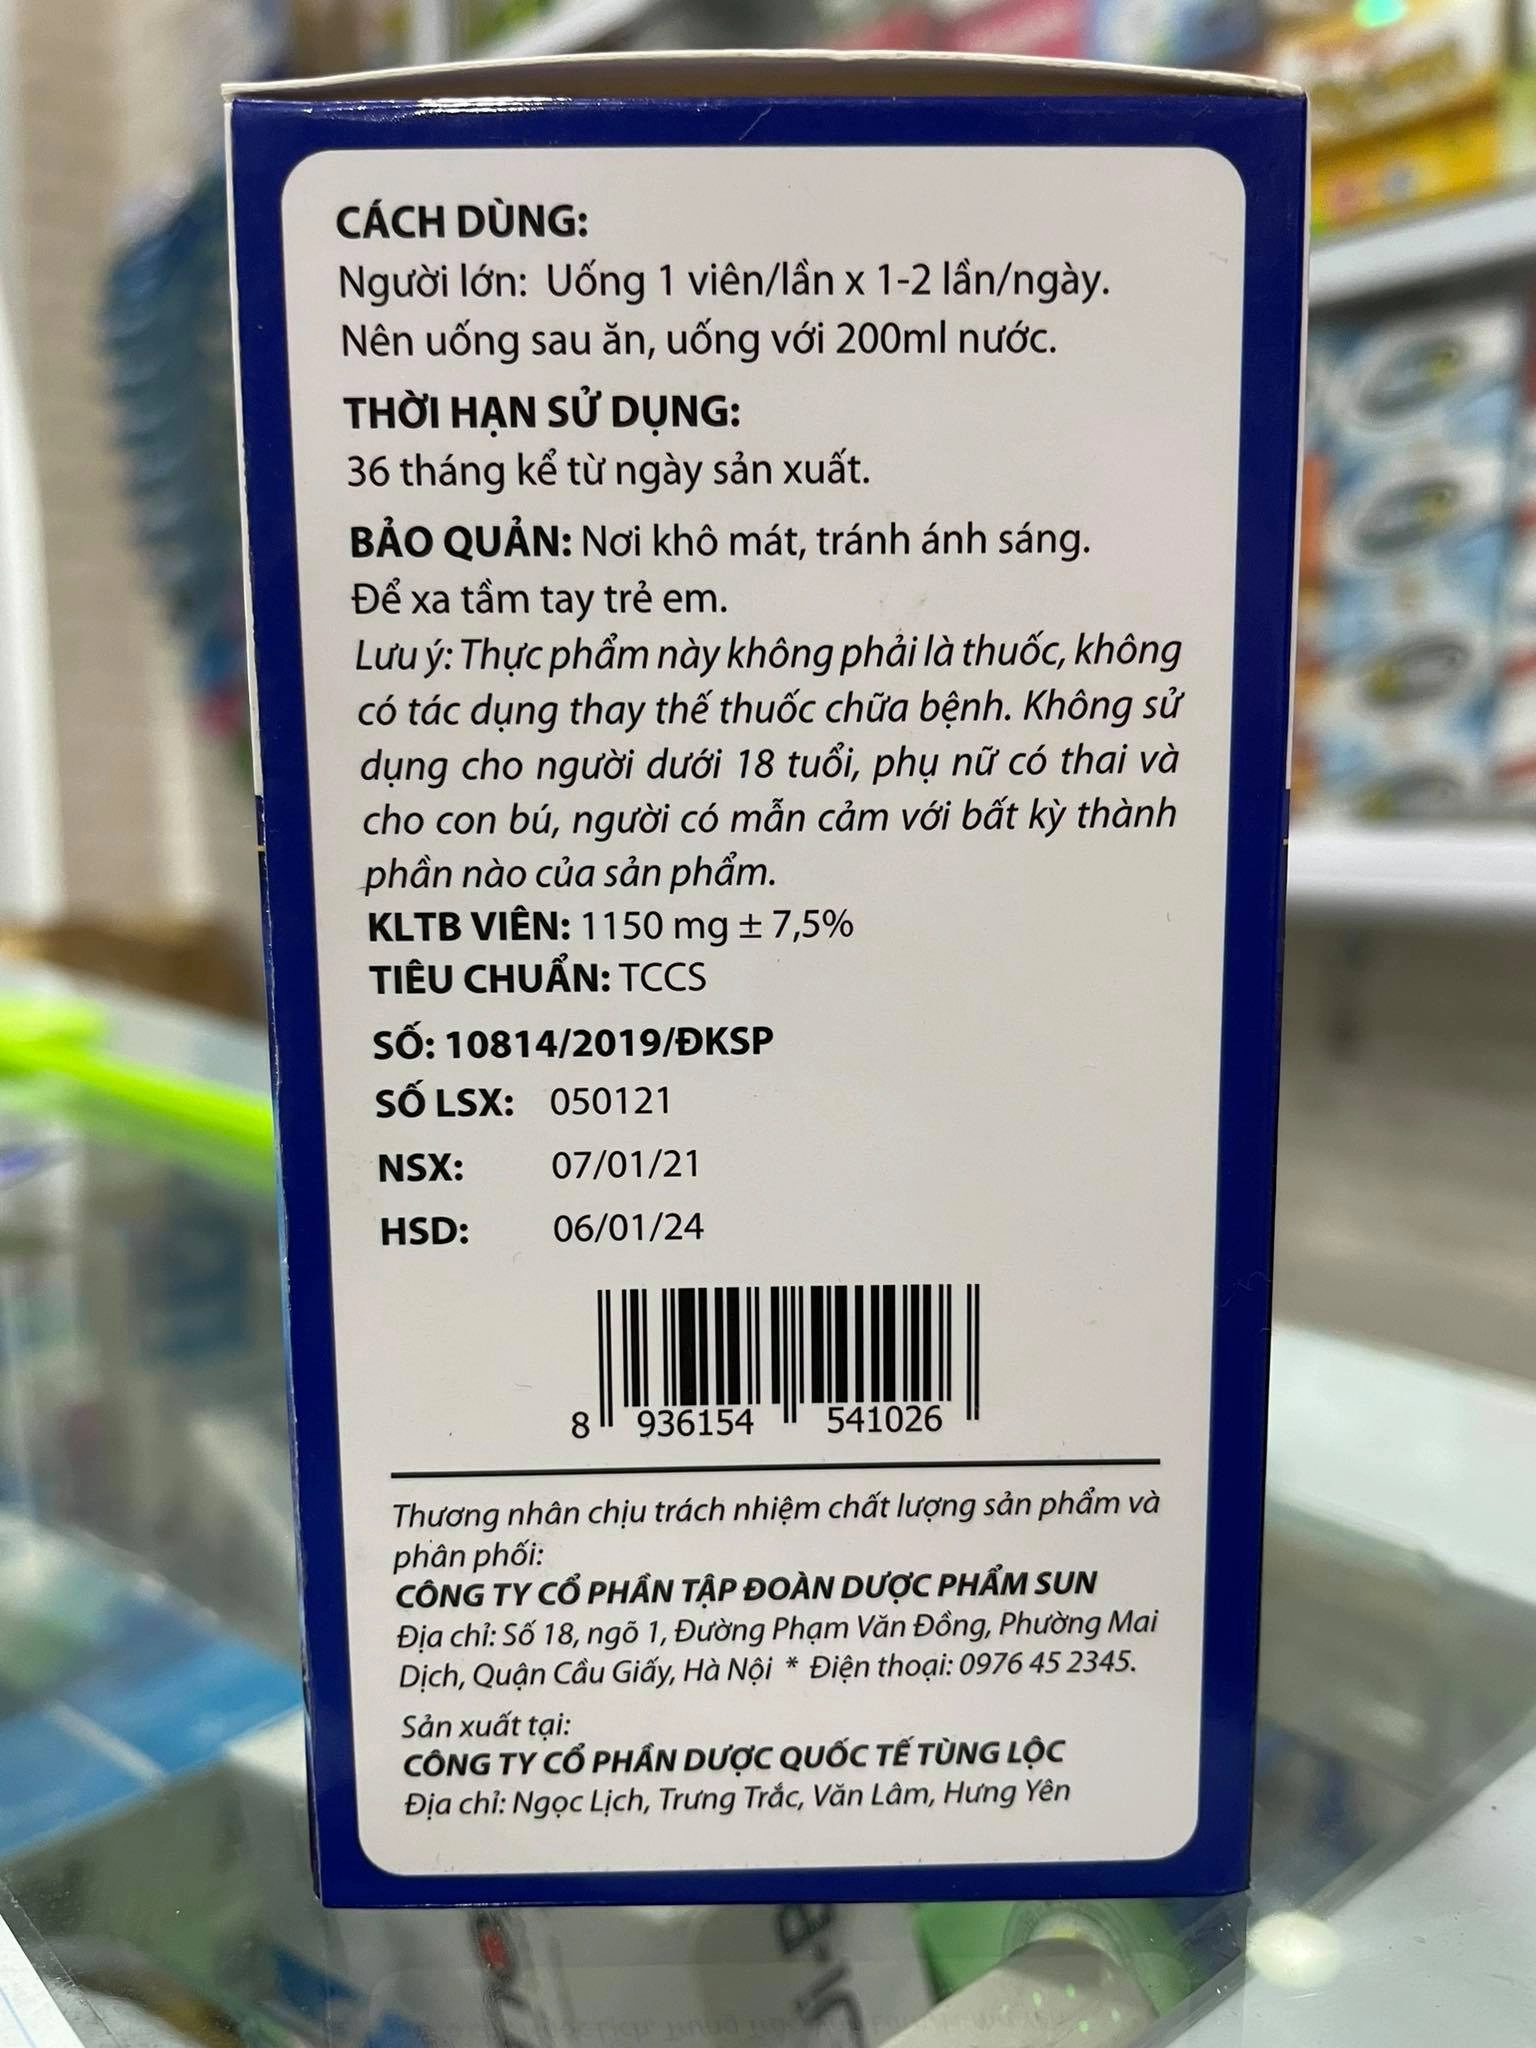 CÁCH DÙNG:
Người lớn: Uống 1 viên/lần x 1-2 lần/ngày.
Nên uống sau ăn, uống với 200ml nước.
THỜI HẠN SỬ DỤNG:
36 tháng kể từ ngày sản xuất.
BẢO QUẢN: Nơi khô mát, tránh ánh sáng.
Để xa tầm tay trẻ em.
Lưu ý: Thực phẩm này không phải là thuốc, không
có tác dụng thay thế thuốc chữa bệnh. Không sử
dụng cho người dưới 18 tuổi, phụ nữ có thai và
cho con bú, người có mẫn cảm với bất kỳ thành
phần nào của sản phẩm.
KLTB VIÊN: 1150 mg ± 7,5%
TIÊU CHUẨN: TCCS
SỐ: 10814/2019/ĐKSP
SỐ LSX: 050121
NSX: 07/01/21
HSD: 06/01/24
8 936154 541026
Thương nhân chịu trách nhiệm chất lượng sản phẩm và
phân phối:
CÔNG TY CỔ PHẦN TẬP ĐOÀN DƯỢC PHẨM SUN
Địa chỉ: Số 18, ngõ 1, Đường Phạm Văn Đồng, Phường Mai
Dịch, Quận Cầu Giấy, Hà Nội * Điện thoại: 0976 45 2345.
Sản xuất tại:
CÔNG TY CỔ PHẦN DƯỢC QUỐC TẾ TÙNG LỘC
Địa chỉ: Ngọc Lịch, Trưng Trắc, Văn Lâm, Hưng Yên